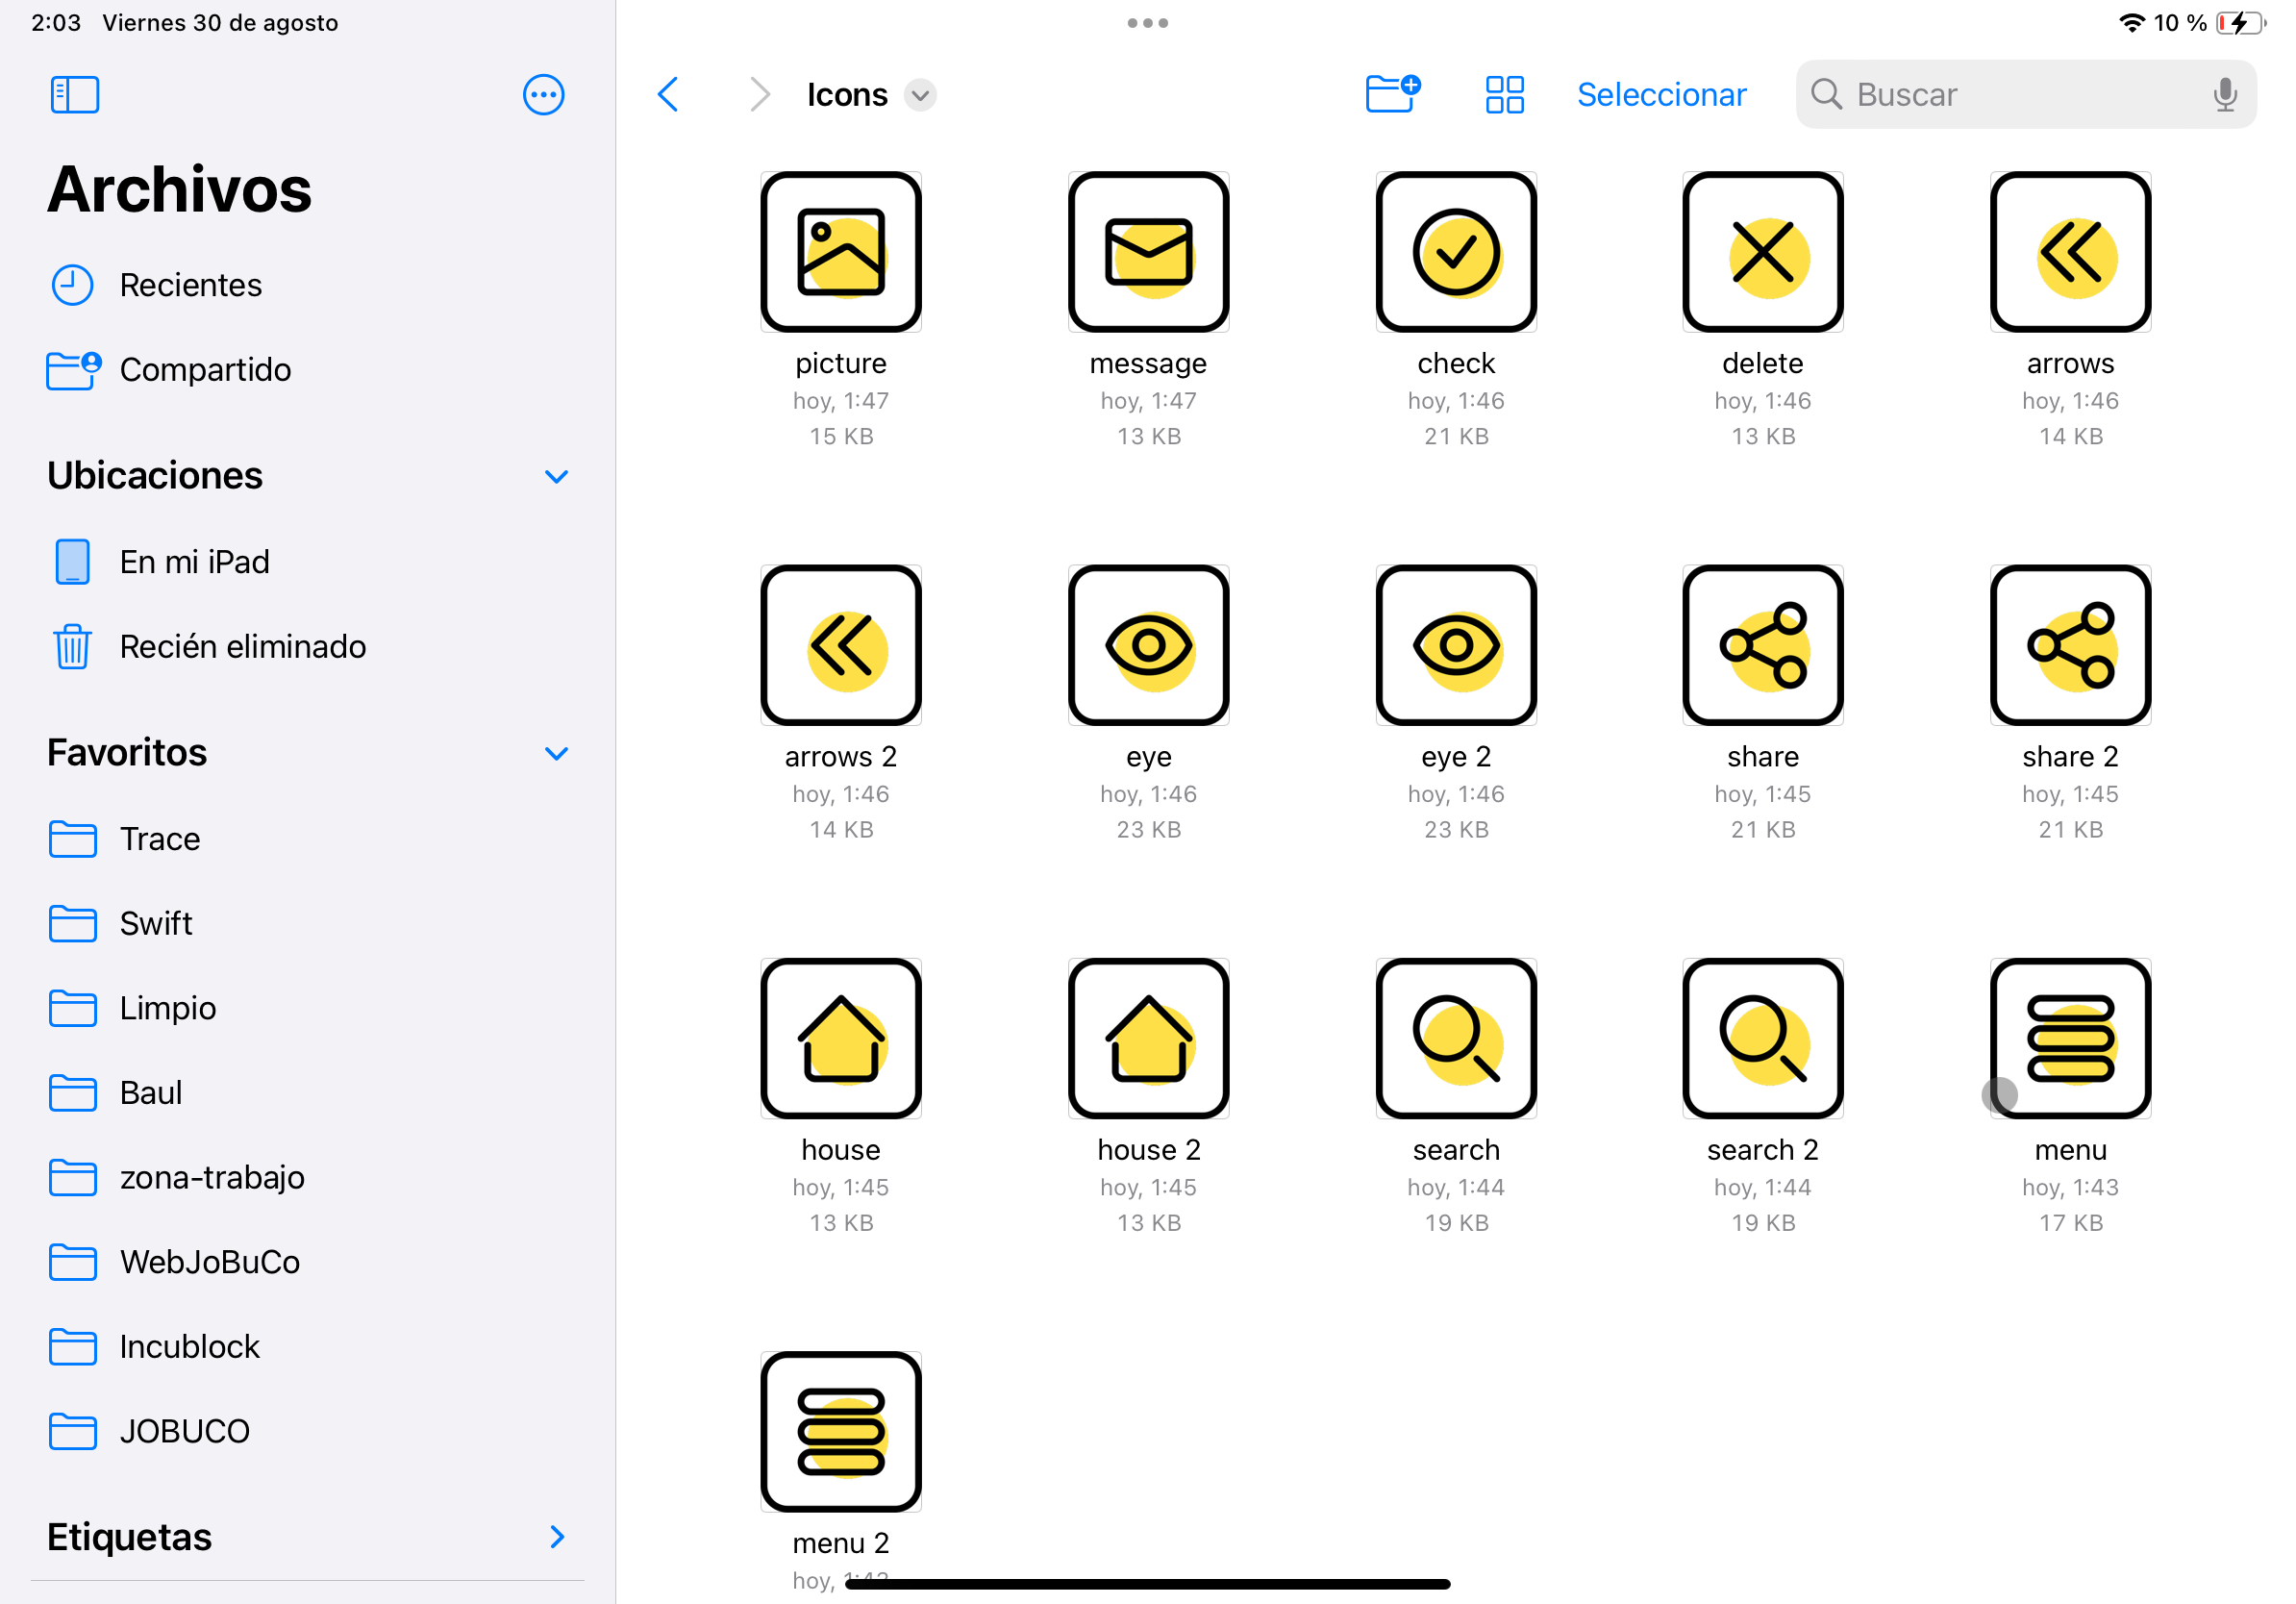 2:03 Viernes 30 de agosto
10 %
Archivos
Recientes
Compartido
Ubicaciones
En mi iPad
Recién eliminado
Favoritos
Trace
Swift
Limpio
Baul
zona-trabajo
WebJoBuCo
Incublock
JOBUCO
Etiquetas
Icons
Seleccionar
Buscar
picture
hoy, 1:47
15 KB
message
hoy, 1:47
13 KB
check
hoy, 1:46
21 KB
delete
hoy, 1:46
13 KB
arrows
hoy, 1:46
14 KB
arrows 2
hoy, 1:46
14 KB
eye
hoy, 1:46
23 KB
eye 2
hoy, 1:46
23 KB
share
hoy, 1:45
21 KB
share 2
hoy, 1:45
21 KB
house
hoy, 1:45
13 KB
house 2
hoy, 1:45
13 KB
search
hoy, 1:44
19 KB
search 2
hoy, 1:44
19 KB
menu
hoy, 1:43
17 KB
menu 2
hoy,